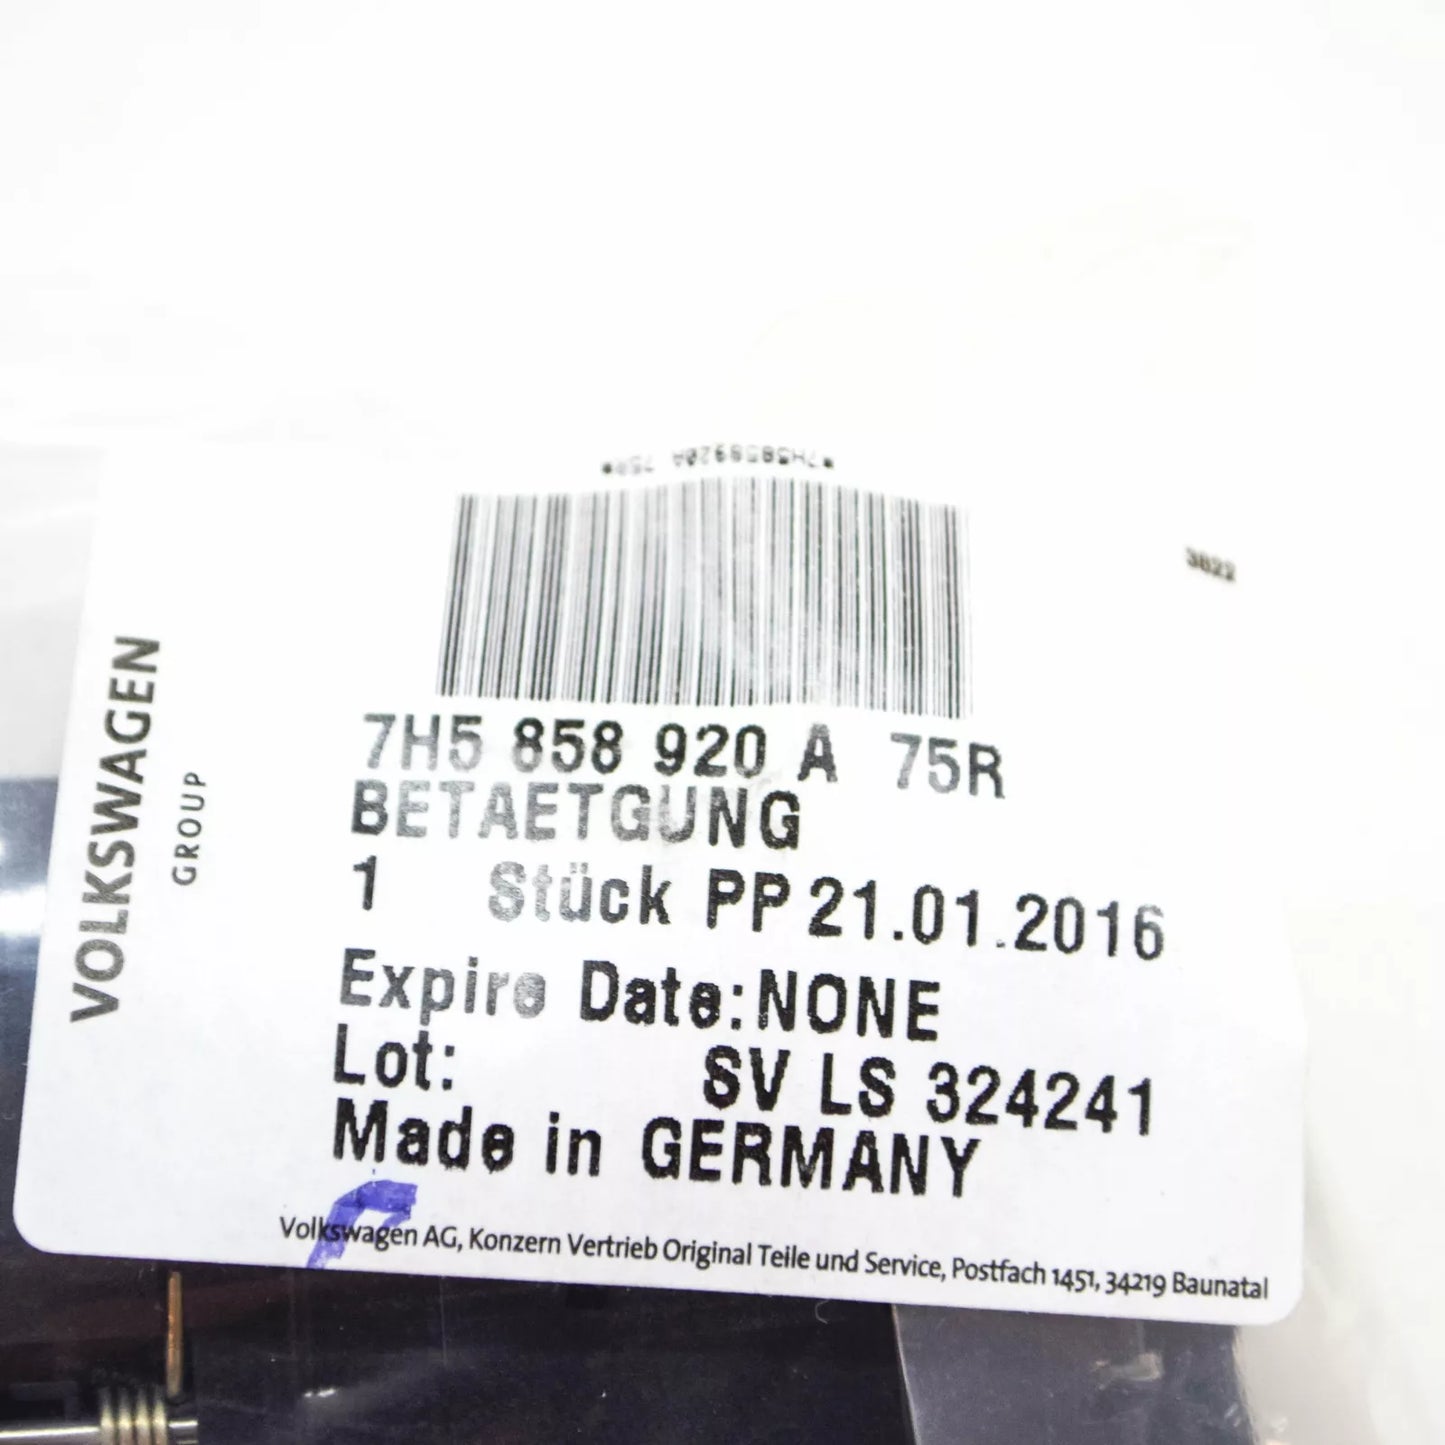 *7H5858920A 75R*
3822
VOLKSWAGEN
GROUP
7H5 858 920 A 75R
BETAETGUNG
1 Stück PP 21.01.2016
Expire Date:NONE
Lot: SV LS 324241
Made in GERMANY
Volkswagen AG, Konzern Vertrieb Original Teile und Service, Postfach 1451, 34219 Baunatal